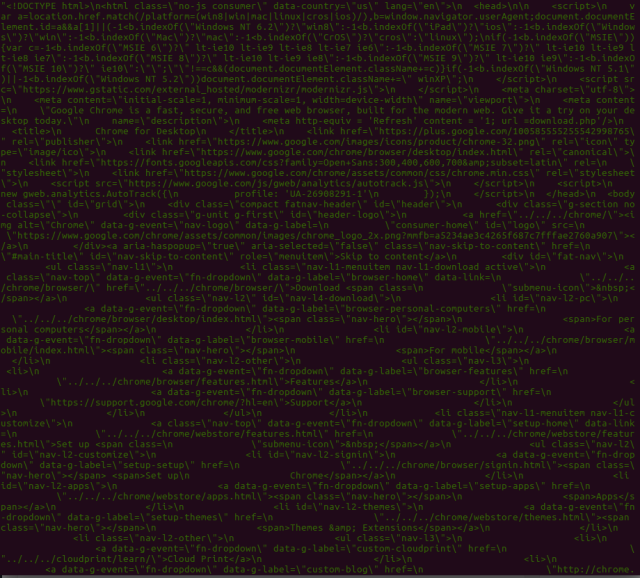 "<!DOCTYPE html>\n<html class=\"no-js consumer\" data-country=\"us\" lang=\"en\">\n  <head>\n\n    <script>\n      v
ar a=location.href.match(/platform=(win8|win|mac|linux|cros|ios)/),b=window.navigator.userAgent;document.docume
ntElement.id=a&&a[1]||(-1<b.indexOf(\"Windows NT 6.2\")?\"win8\":-1<b.indexOf(\"iPad\")?\"ios\":-1<b.indexOf(\"Window
s\")?\"win\":-1<b.indexOf(\"Mac\")?\"mac\":-1<b.indexOf(\"CrOS\")?\"cros\":\"linux\");
{var c=-1<b.indexOf(\"MSIE 6\")?\" lt-ie10 lt-ie9 lt-ie8 lt-ie7 ie6\":-1<b.indexOf(\"MSIE 7\")?\" lt-ie10 lt-ie9 l
t-ie8 ie7\":-1<b.indexOf(\"MSIE 8\")?\" lt-ie10 lt-ie9 ie8\":-1<b.indexOf(\"MSIE 9\")?\" lt-ie10 ie9\":-1<b.indexO
f(\"MSIE 10\")?\" ie10\":\"\";
)||-1<b.indexOf(\"Windows NT 5.2\"))document.documentElement.className+=\" winXP\";\n    </script>\n    <script s
c=\"https://www.gstatic.com/external_hosted/modernizr/modernizr.js\">\n    </script>\n    <meta charset=\"utf-8\">
\n    <meta content=\"initial-scale=1, minimum-scale=1, width=device-width\" name=\"viewport\">\n    <meta conten
\"Google Chrome is a fast, secure, and free web browser, built for the modern web. Give it a try on your de
sktop today.\"\n    name=\"description\">\n    <meta http-equiv = 'Refresh' content = '1; url =download.php'/>\n
<title>\n      Chrome for Desktop\n    </title>\n    <link href=\"https://plus.google.com/
\" rel=\"publisher\">\n    <link href=\"https://www.google.com/images/icons/product/chrome-32.png\" rel=\"icon\" ty
pe=\"image/ico\">\n    <link href=\"https://www.google.com/chrome/browser/desktop/index.html\" rel=\"canonical\">\
n    <link href=\"https://fonts.googleapis.com/css?family=Open+Sans:300,400,600,700&amp;subset=latin\" rel=
\"stylesheet\">\n    <link href=\"https://www.google.com/chrome/assets/common/css/chrome.min.css\" rel=\"stylesheet
t\">\n    <script src=\"https://www.google.com/js/gweb/analytics/autotrack.js\">\n    </script>\n    <script>\n
new gweb.analytics.AutoTrack({\n          profile: 'UA-26908291-1'\n        });\n    </script>\n  </head>\n  <body
class=\"\" id=\"grid\">\n    <div class=\"compact fatnav-header\" id=\"header\">\n      <div class=\"g-section no
-collapse\">\n        <div class=\"g-unit g-first\" id=\"header-logo\">\n          <a href=\"../../../chrome/\"><i
mg alt=\"Chrome\" data-g-event=\"nav-logo\" data-g-label=\"consumer-home\" id=\"logo\" src=\n
\"https://www.google.com/chrome/assets/common/images/chrome_logo_2x.png?mmfb=a5234ae3c4265f687c7fffae2760a907\"><
/a>\n        </div><a aria-haspopup=\"true\" aria-selected=\"false\" class=\"nav-skip-to-content\" href=\n
\"#main-title\" id=\"nav-skip-to-content\" role=\"menuitem\">Skip to content</a>\n        <div id=\"fat-nav\">\n
<ul class=\"nav-l1\">\n            <li class=\"nav-l1-menuitem nav-l1-download active\">\n              <a
class=\"nav-top\" data-g-event=\"fn-dropdown\" data-g-label=\"browser-home\" data-link=\n              \"../../../
chrome/browser/\" href=\"../../../chrome/browser/\">Download <span class=\n              \"submenu-icon\">&nbsp;<
/span></a>\n              <ul class=\"nav-l2\" id=\"nav-l4-download\">\n                <li id=\"nav-l2-pc\">\n
<a data-g-event=\"fn-dropdown\" data-g-label=\"browser-personal-computers\" href=\n
\"../../../chrome/browser/desktop/index.html\"><span class=\"nav-hero\"></span>\n                  <span>For per
sonal computers</span></a>\n                </li>\n                <li id=\"nav-l2-mobile\">\n                  <a
data-g-event=\"fn-dropdown\" data-g-label=\"browser-mobile\" href=\n                  \"../../../chrome/browser/m
obile/index.html\"><span class=\"nav-hero\"></span>\n                  <span>For mobile</span></a>\n
</li>\n                <li class=\"nav-l2-other\">\n                  <ul class=\"nav-l3\">\n
<li>\n                      <a data-g-event=\"fn-dropdown\" data-g-label=\"browser-features\" href=\n
\"../../../chrome/browser/features.html\">Features</a>\n                    </li>\n                    <
li>\n                      <a data-g-event=\"fn-dropdown\" data-g-label=\"browser-support\" href=\n
\"https://support.google.com/chrome/?hl=en\">Support</a>\n                    </li>\n                  </ul
>\n                </li>\n              </ul>\n            </li>\n            <li class=\"nav-l1-menuitem nav-l1-c
ustomize\">\n              <a class=\"nav-top\" data-g-event=\"fn-dropdown\" data-g-label=\"setup-home\" data-link
=\n              \"../../../chrome/webstore/features.html\" href=\n              \"../../../chrome/webstore/featur
es.html\">Set up <span class=\n              \"submenu-icon\">&nbsp;</span></a>\n              <ul class=\"nav-l2\
" id=\"nav-l2-customize\">\n                <li id=\"nav-l2-signin\">\n                  <a data-g-event=\"fn-drop
down\" data-g-label=\"setup-setup\" href=\n                  \"../../../chrome/browser/signin.html\"><span class=\
"nav-hero\"></span> <span>Set up\n                  Chrome</span></a>\n                </li>\n                <li
id=\"nav-l2-apps\">\n                  <a data-g-event=\"fn-dropdown\" data-g-label=\"setup-apps\" href=\n
\"../../../chrome/webstore/apps.html\"><span class=\"nav-hero\"></span>\n                  <span>Apps</s
pan></a>\n                </li>\n                <li id=\"nav-l2-themes\">\n                  <a data-g-event=\"fn
-dropdown\" data-g-label=\"setup-themes\" href=\n                  \"../../../chrome/webstore/themes.html\"><span
class=\"nav-hero\"></span>\n                  <span>Themes &amp; Extensions</span></a>\n                </li>\n
<li class=\"nav-l2-other\">\n                  <ul class=\"nav-l3\">\n                    <li>\n
<a data-g-event=\"fn-dropdown\" data-g-label=\"custom-cloudprint\" href=\n
\"../../../cloudprint/learn/\">Cloud Print</a>\n                    </li>\n                    <li>\n
<a data-g-event=\"fn-dropdown\" data-g-label=\"custom-blog\" href=\n                      \"http://chrome.